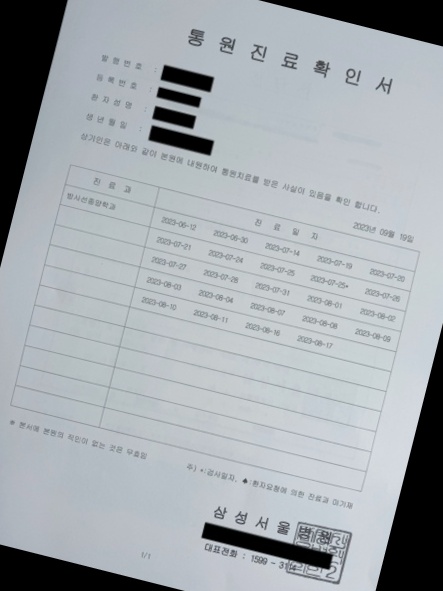 통원진료확인서
발행번호 :
등록번호 :
환자성명 :
생년월일 :
상기인은 아래와 같이 본원에 내원하여 통원치료를 받은 사실이 있음을 확인 합니다.
2023년 09월 19일
진 료 과 진 료 일 자
방사선종양학과 2023-06-12 2023-06-30 2023-07-14 2023-07-19 2023-07-20
2023-07-21 2023-07-24 2023-07-25 2023-07-25* 2023-07-26
2023-07-27 2023-07-28 2023-07-31 2023-08-01 2023-08-02
2023-08-03 2023-08-04 2023-08-07 2023-08-08 2023-08-09
2023-08-10 2023-08-11 2023-08-16 2023-08-17
※ 본서에 본원의 직인이 없는 것은 무효임
주) *:검사일자, ♣:환자요청에 의한 진료과 미기재
삼성서울병원
대표전화 : 1599 - 3114
1/1